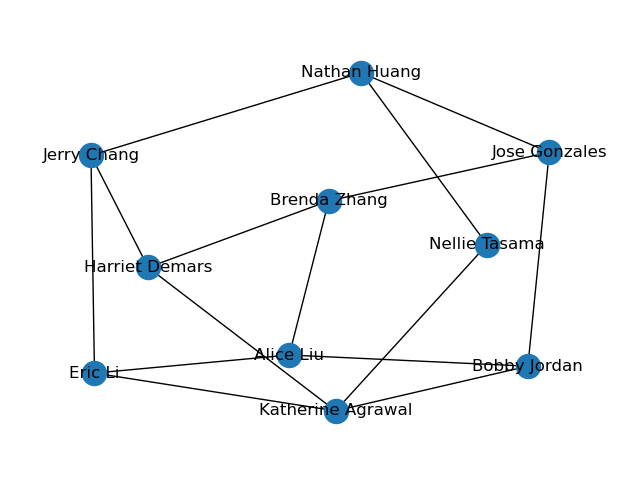 Nathan Huang
Jerry Chang
Jose Gonzales
Brenda Zhang
Nellie Tasama
Harriet Demars
Alice Liu
Eric Li
Bobby Jordan
Katherine Agrawal